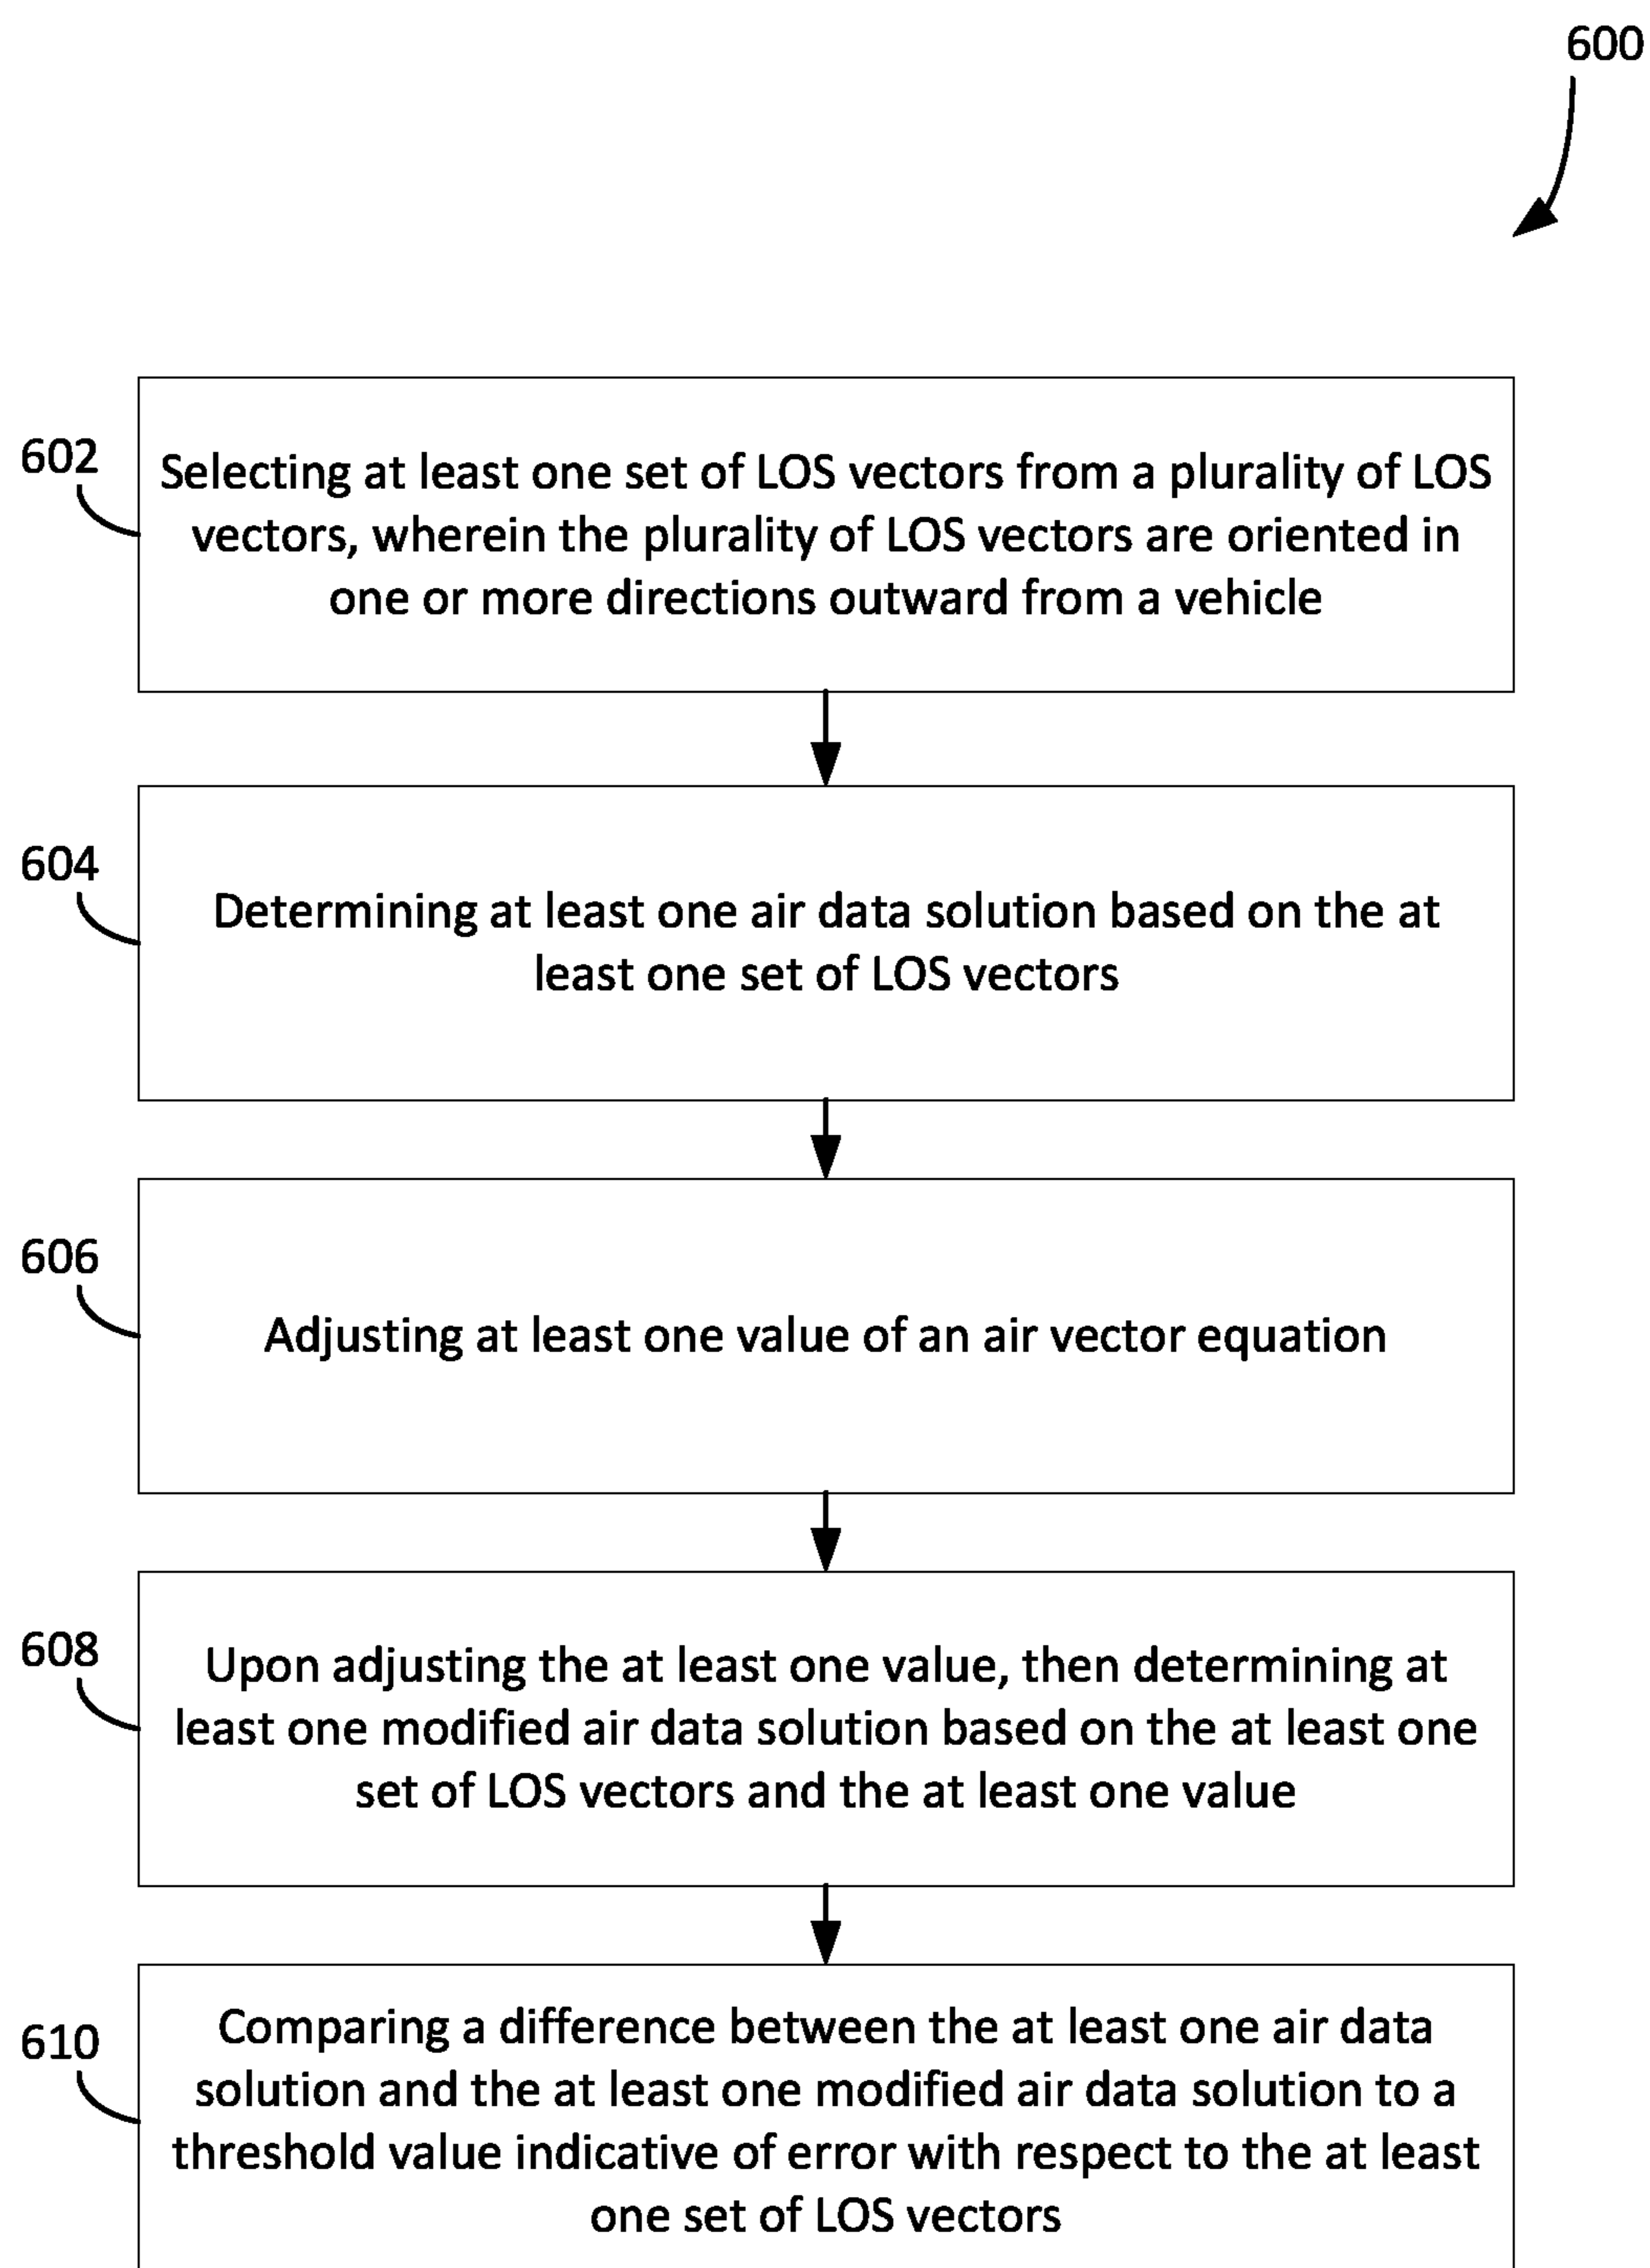 600
602
Selecting at least one set of LOS vectors from a plurality of LOS
vectors, wherein the plurality of LOS vectors are oriented in
one or more directions outward from a vehicle
604
Determining at least one air data solution based on the at
least one set of LOS vectors
606
Adjusting at least one value of an air vector equation
608
Upon adjusting the at least one value, then determining at
least one modified air data solution based on the at least one
set of LOS vectors and the at least one value
610
Comparing a difference between the at least one air data
solution and the at least one modified air data solution to a
threshold value indicative of error with respect to the at least
one set of LOS vectors